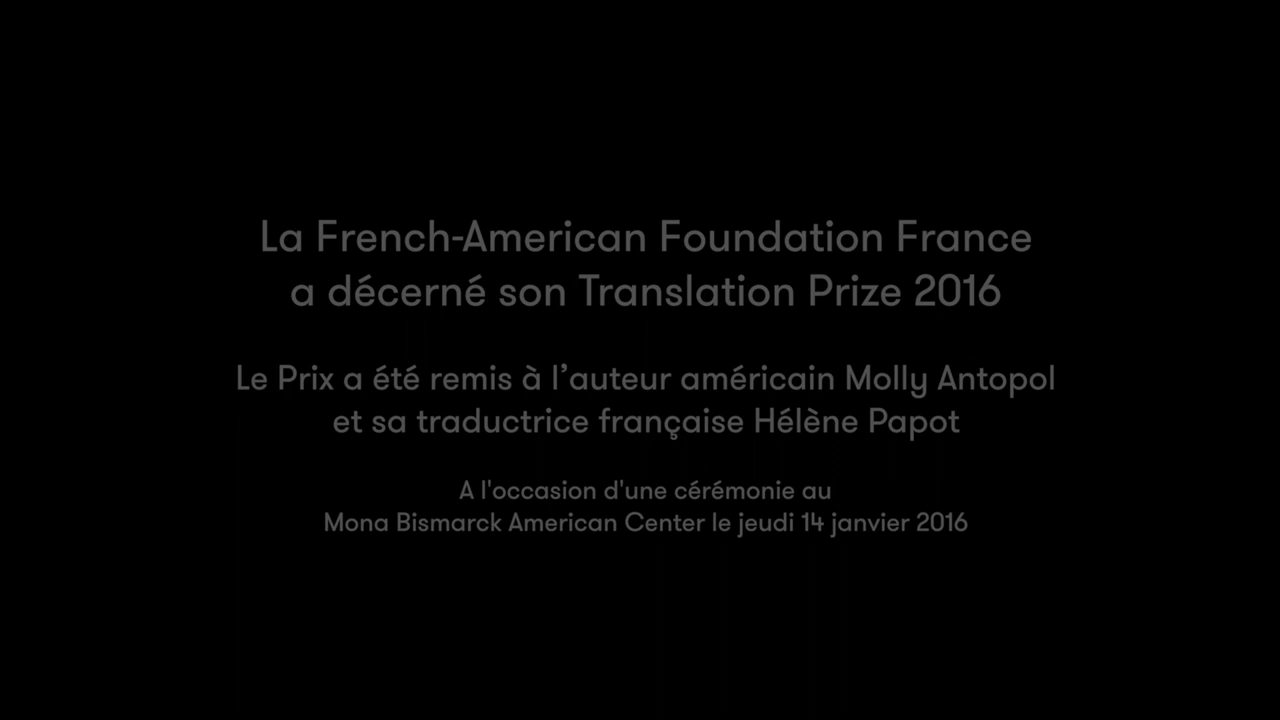 La French-American Foundation France
a décerné son Translation Prize 2016
Le Prix a été remis à l’auteur américain Molly Antopol
et sa traductrice française Hélène Papot
A l'occasion d'une cérémonie au
Mona Bismarck American Center le jeudi 14 janvier 2016